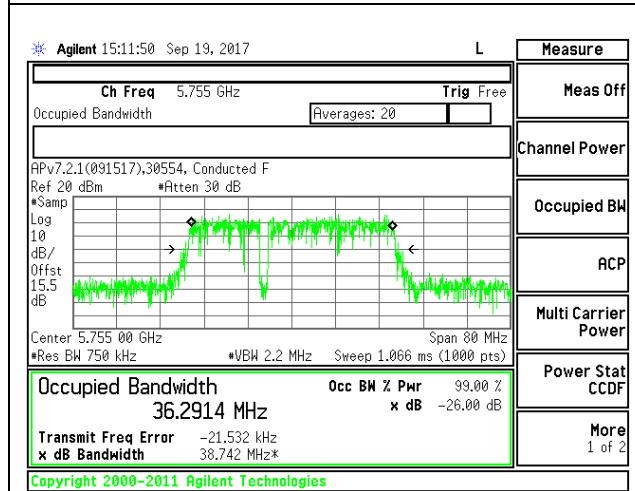 Agilent 15:11:50 Sep 19, 2017 L
Measure
Ch Freq 5.755 GHz Trig Free
Meas Off
Occupied Bandwidth Averages: 20
Channel Power
APv7.2.1(091517),30554, Conducted F
Ref 20 dBm #Atten 30 dB
#Samp
Occupied BW
Log
10
dB/
Offst
ACP
15.5
dB
Multi Carrier
Power
Center 5.755 00 GHz Span 80 MHz
#Res BW 750 kHz #VBW 2.2 MHz Sweep 1.066 ms (1000 pts)
Power Stat
CCDF
Occupied Bandwidth Occ BW % Pwr 99.00 %
36.2914 MHz x dB -26.00 dB
Transmit Freq Error -21.532 kHz
x dB Bandwidth 38.742 MHz*
More
1 of 2
Copyright 2000-2011 Agilent Technologies